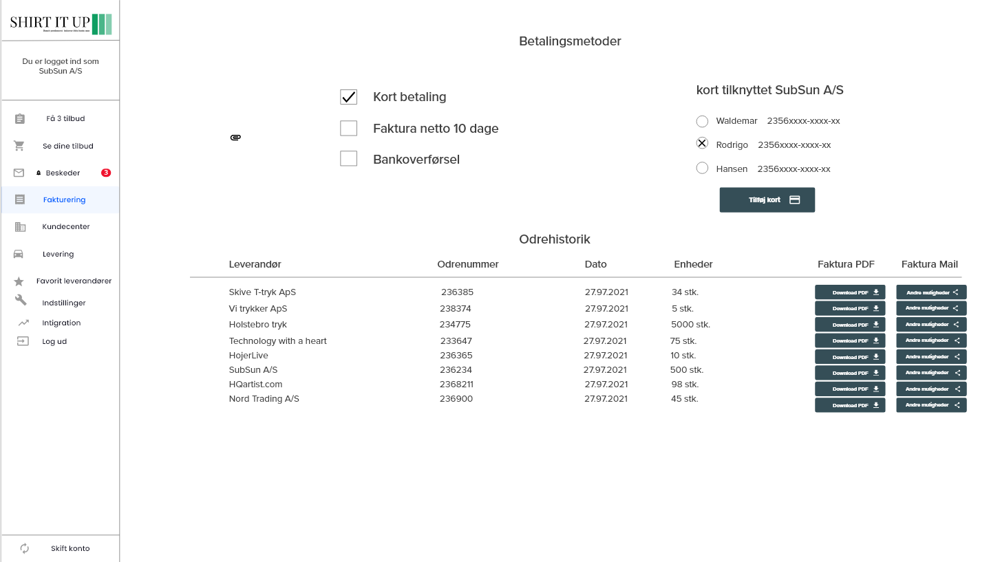 SHIRT IT UP
Du er logget ind som
SubSun A/S
Få 3 tilbud
Se dine tilbud
Beskeder 3
Fakturering
Kundecenter
Levering
Favorit leverandører
Indstillinger
Intigration
Log ud
Skift konto
Betalingsmetoder
Kort betaling
Faktura netto 10 dage
Bankoverførsel
kort tilknyttet SubSun A/S
Waldemar 2356xxxx-xxxx-xx
Rodrigo 2356xxxx-xxxx-xx
Hansen 2356xxxx-xxxx-xx
Tilføj kort
Odrehistorik
Leverandør Odrenummer Dato Enheder Faktura PDF Faktura Mail
Skive T-tryk ApS 236385 27.97.2021 34 stk. Download PDF Andre muligheder
Vi trykker ApS 238374 27.97.2021 5 stk. Download PDF Andre muligheder
Holstebro tryk 234775 27.97.2021 5000 stk. Download PDF Andre muligheder
Technology with a heart 233647 27.97.2021 75 stk. Download PDF Andre muligheder
HojerLive 236365 27.97.2021 10 stk. Download PDF Andre muligheder
SubSun A/S 236234 27.97.2021 500 stk. Download PDF Andre muligheder
HQartist.com 2368211 27.97.2021 98 stk. Download PDF Andre muligheder
Nord Trading A/S 236900 27.97.2021 45 stk. Download PDF Andre muligheder